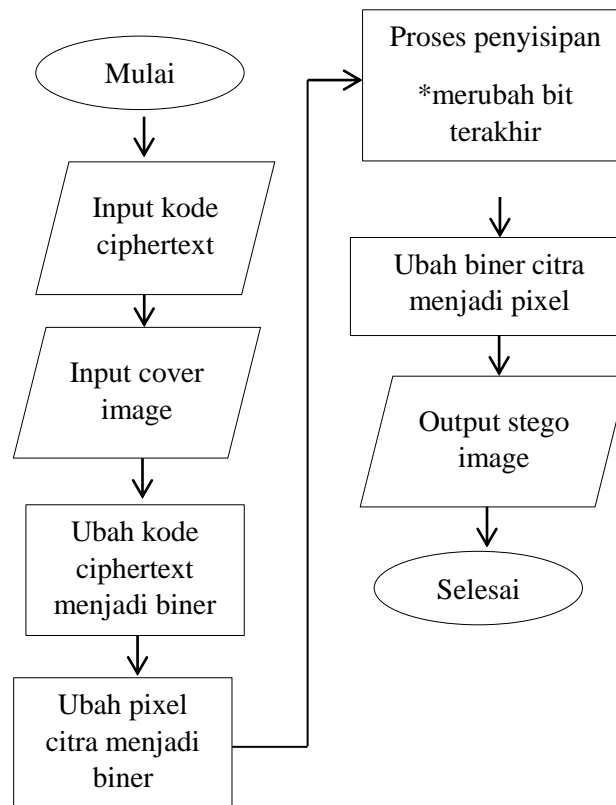 Mulai
Input kode
ciphertext
Input cover
image
Ubah kode
ciphertext
menjadi biner
Ubah pixel
citra menjadi
biner
Proses penyisipan
*merubah bit
terakhir
Ubah biner citra
menjadi pixel
Output stego
image
Selesai